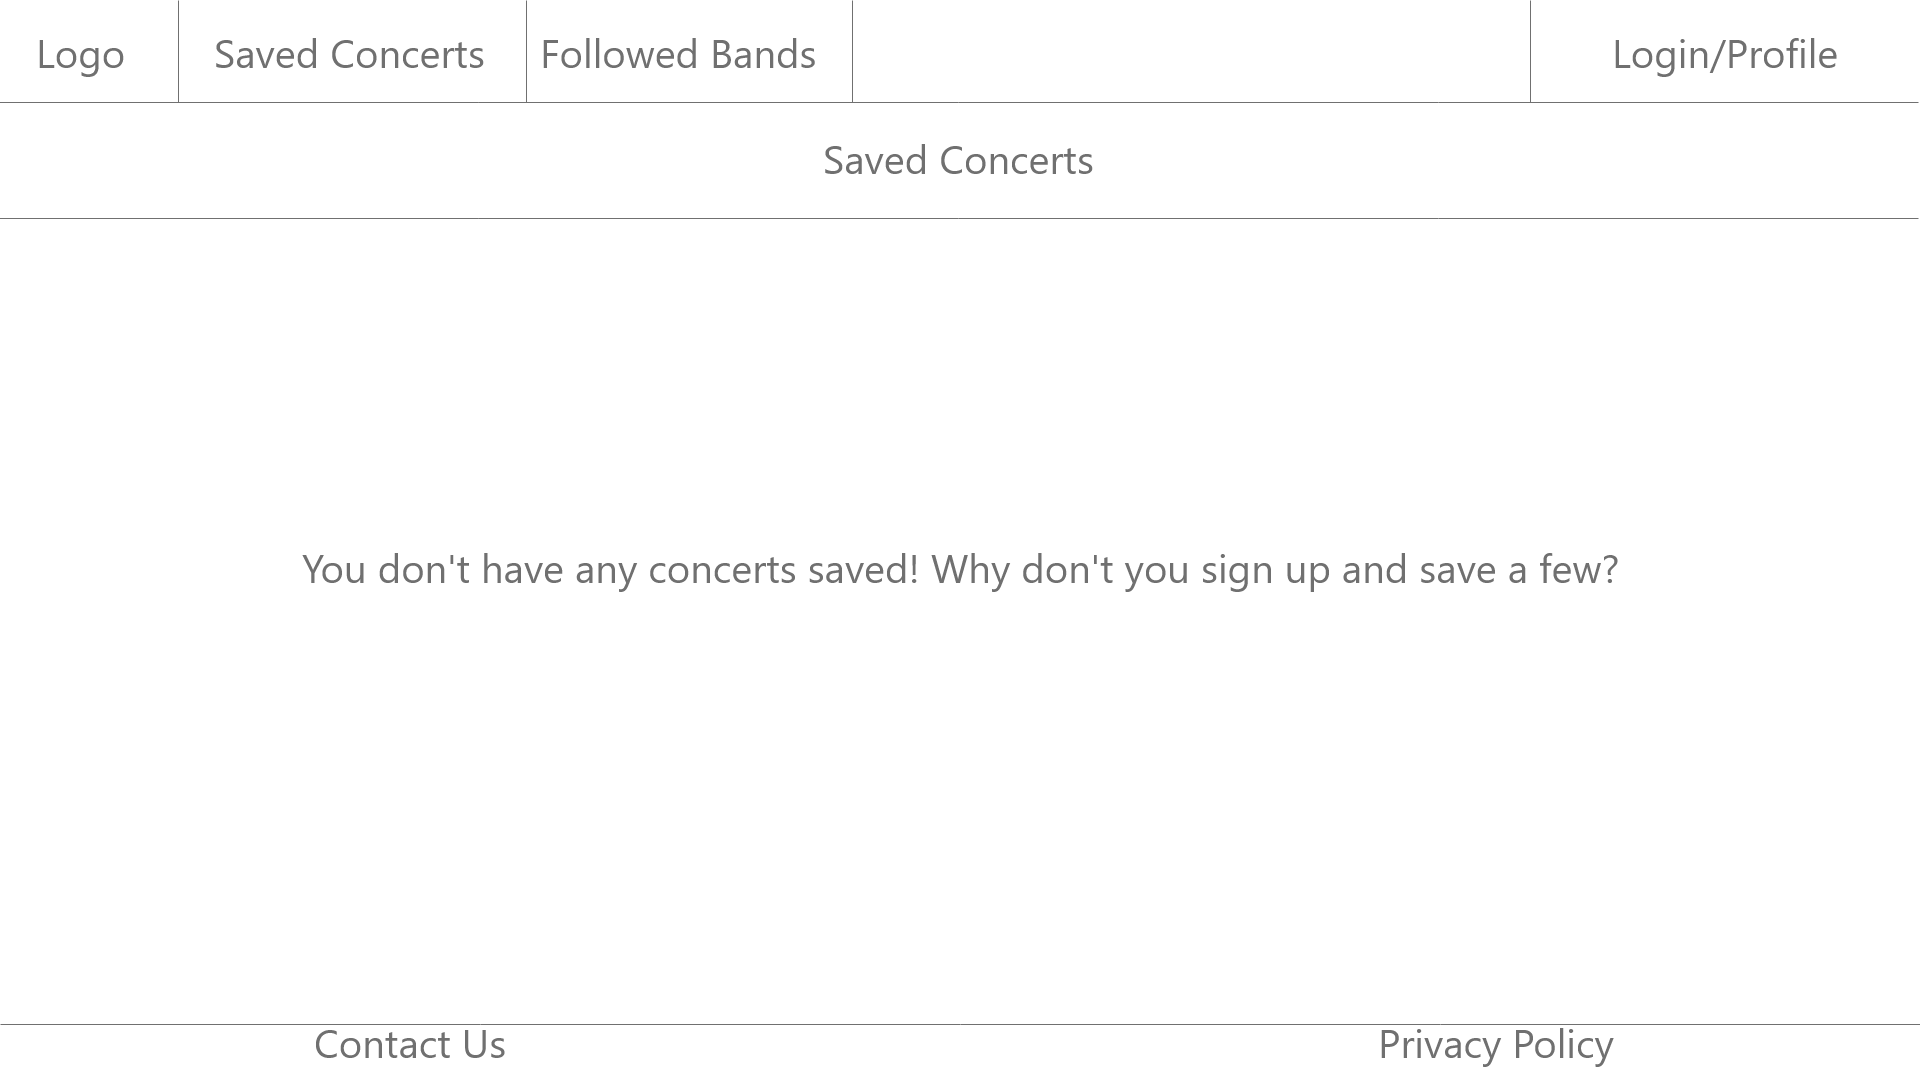 Logo
Saved Concerts
Followed Bands
Login/Profile
Saved Concerts
You don't have any concerts saved! Why don't you sign up and save a few?
Contact Us
Privacy Policy